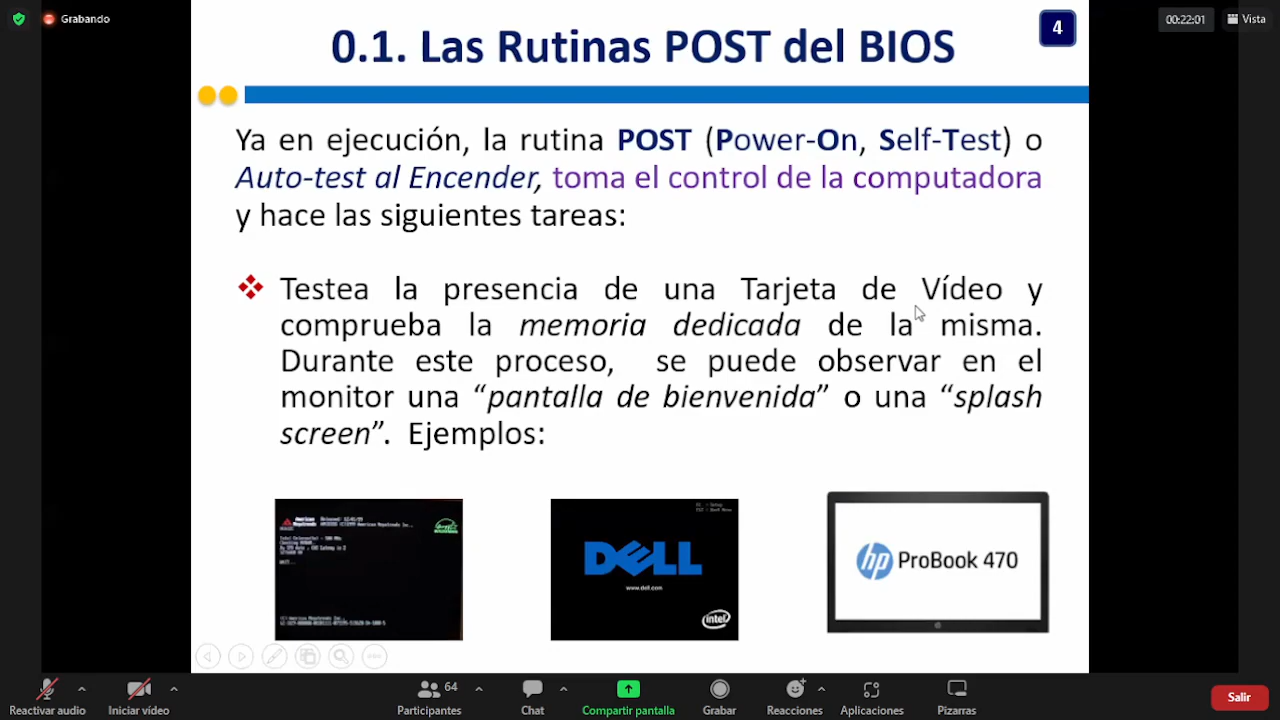 Grabando
00:22:01
Vista
0.1. Las Rutinas POST del BIOS
4
Ya en ejecución, la rutina POST (Power-On, Self-Test) o
Auto-test al Encender, toma el control de la computadora
y hace las siguientes tareas:
❖ Testea la presencia de una Tarjeta de Vídeo y
comprueba la memoria dedicada de la misma.
Durante este proceso, se puede observar en el
monitor una “pantalla de bienvenida” o una “splash
screen”. Ejemplos:
American
Megatrends
WAIT...
DELL
www.dell.com
intel
hp ProBook 470
Reactivar audio
Iniciar vídeo
64
Participantes
Chat
Compartir pantalla
Grabar
Reacciones
Aplicaciones
Pizarras
Salir